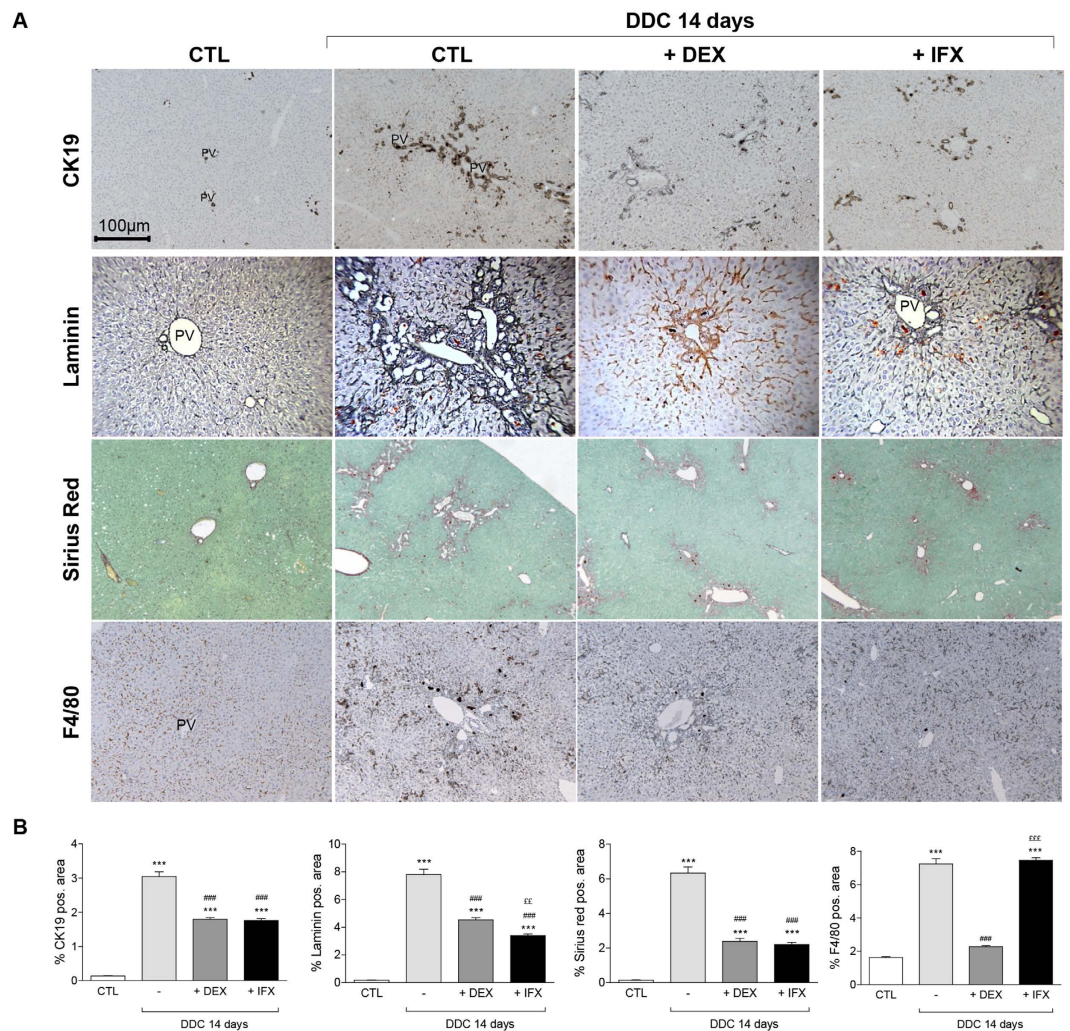 A
DDC 14 days
CTL
CTL
+ DEX
+ IFX
CK19
PV
PV
100µm
PV
PV
Laminin
PV
PV
Sirius Red
F4/80
PV
B
% CK19 pos. area
4
3
2
1
0
***
###
***
###
***
CTL
-
+ DEX
+ IFX
DDC 14 days
% Laminin pos. area
10
8
6
4
2
0
***
###
***
££
###
***
CTL
-
+ DEX
+ IFX
DDC 14 days
% Sirius red pos. area
8
6
4
2
0
***
###
***
###
***
CTL
-
+ DEX
+ IFX
DDC 14 days
% F4/80 pos. area
8
6
4
2
0
***
###
£££
***
CTL
-
+ DEX
+ IFX
DDC 14 days